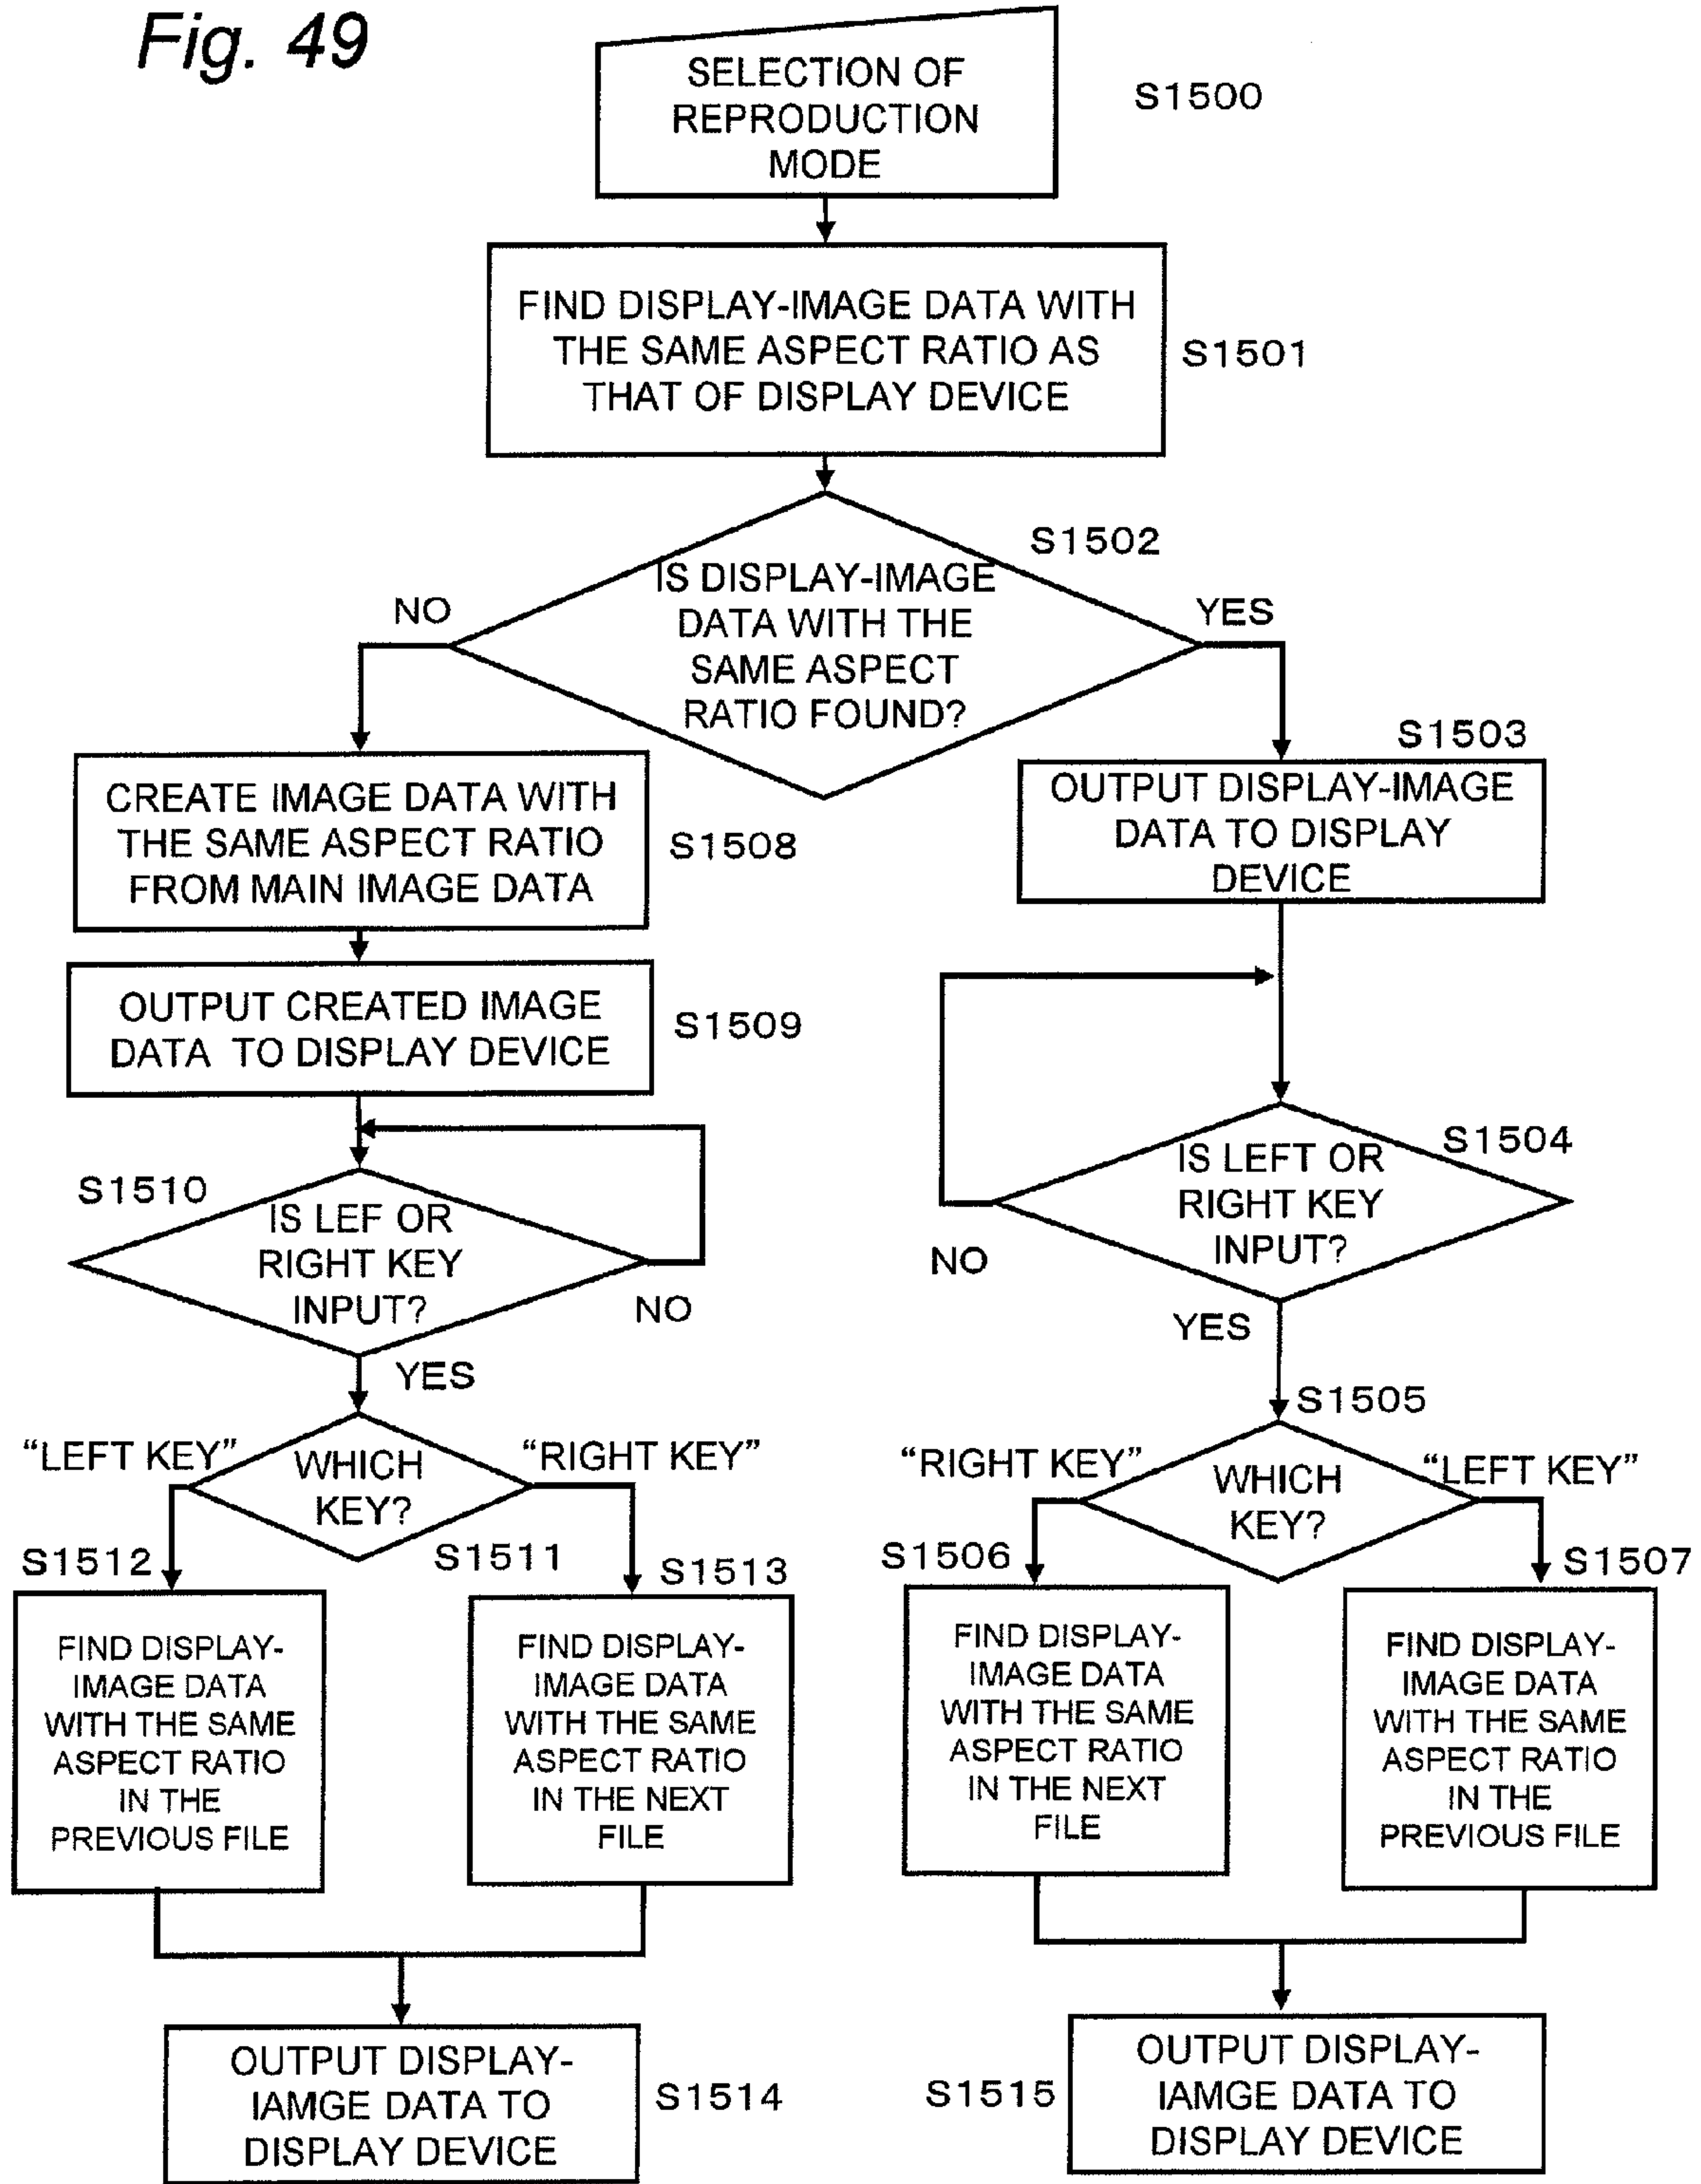 Fig. 49
SELECTION OF
REPRODUCTION
MODE
S1500
FIND DISPLAY-IMAGE DATA WITH
THE SAME ASPECT RATIO AS
THAT OF DISPLAY DEVICE
S1501
S1502
IS DISPLAY-IMAGE
DATA WITH THE
SAME ASPECT
RATIO FOUND?
NO
YES
CREATE IMAGE DATA WITH
THE SAME ASPECT RATIO
FROM MAIN IMAGE DATA
S1508
S1503
OUTPUT DISPLAY-IMAGE
DATA TO DISPLAY
DEVICE
OUTPUT CREATED IMAGE
DATA TO DISPLAY DEVICE
S1509
S1510
IS LEF OR
RIGHT KEY
INPUT?
NO
YES
S1504
IS LEFT OR
RIGHT KEY
INPUT?
NO
YES
"LEFT KEY"
WHICH
KEY?
"RIGHT KEY"
S1511
S1505
"RIGHT KEY"
WHICH
KEY?
"LEFT KEY"
S1512
FIND DISPLAY-
IMAGE DATA
WITH THE SAME
ASPECT RATIO
IN THE
PREVIOUS FILE
S1513
FIND DISPLAY-
IMAGE DATA
WITH THE SAME
ASPECT RATIO
IN THE NEXT
FILE
S1506
FIND DISPLAY-
IMAGE DATA
WITH THE SAME
ASPECT RATIO
IN THE NEXT
FILE
S1507
FIND DISPLAY-
IMAGE DATA
WITH THE SAME
ASPECT RATIO
IN THE
PREVIOUS FILE
OUTPUT DISPLAY-
IAMGE DATA TO
DISPLAY DEVICE
S1514
S1515
OUTPUT DISPLAY-
IAMGE DATA TO
DISPLAY DEVICE